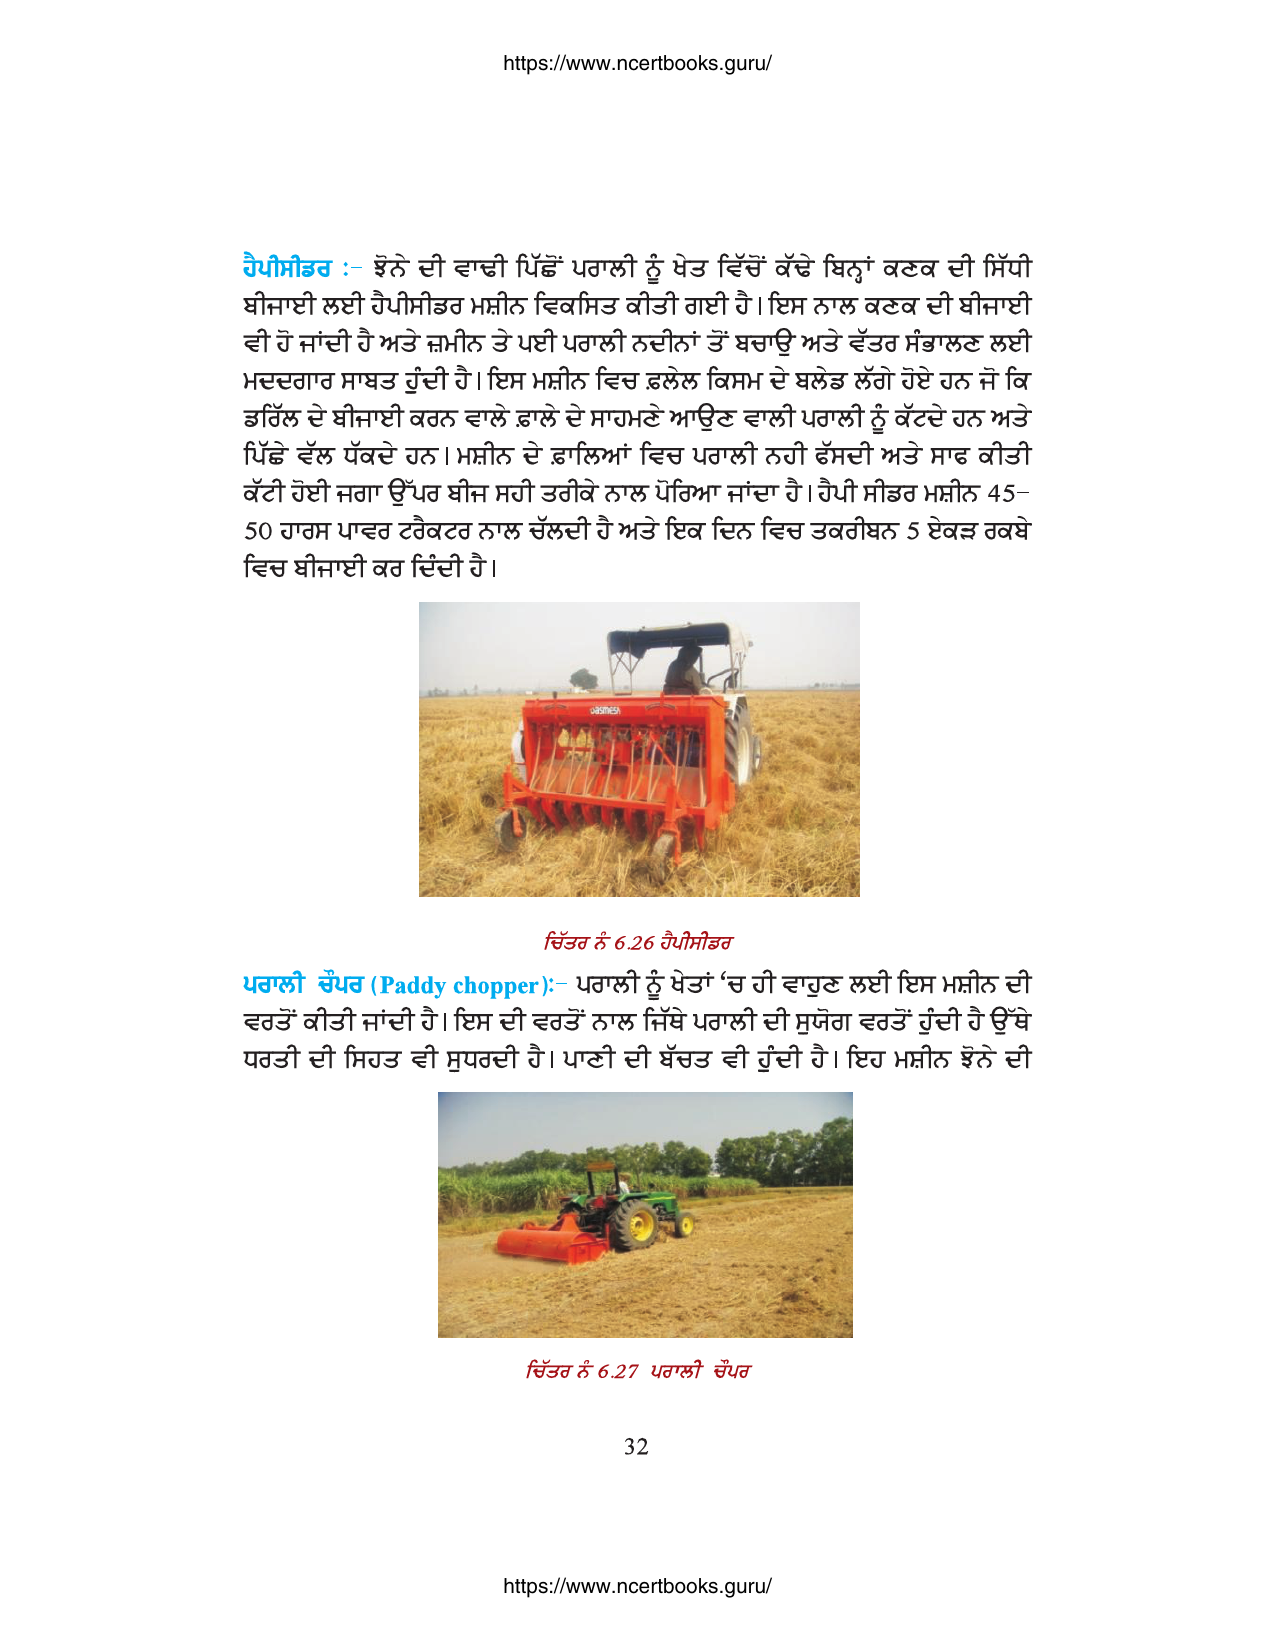 https://www.ncertbooks.guru/
ਹੈਪੀਸੀਡਰ :– ਝੋਨੇ ਦੀ ਵਾਢੀ ਪਿੱਛੋਂ ਪਰਾਲੀ ਨੂੰ ਖੇਤ ਵਿੱਚੋਂ ਕੱਢੇ ਬਿਨ੍ਹਾਂ ਕਣਕ ਦੀ ਸਿੱਧੀ
ਬੀਜਾਈ ਲਈ ਹੈਪੀਸੀਡਰ ਮਸ਼ੀਨ ਵਿਕਸਿਤ ਕੀਤੀ ਗਈ ਹੈ। ਇਸ ਨਾਲ ਕਣਕ ਦੀ ਬੀਜਾਈ
ਵੀ ਹੋ ਜਾਂਦੀ ਹੈ ਅਤੇ ਜ਼ਮੀਨ ਤੇ ਪਈ ਪਰਾਲੀ ਨਦੀਨਾਂ ਤੋਂ ਬਚਾਉ ਅਤੇ ਵੱਤਰ ਸੰਭਾਲਣ ਲਈ
ਮਦਦਗਾਰ ਸਾਬਤ ਹੁੰਦੀ ਹੈ। ਇਸ ਮਸ਼ੀਨ ਵਿਚ ਫ਼ਲੇਲ ਕਿਸਮ ਦੇ ਬਲੇਡ ਲੱਗੇ ਹੋਏ ਹਨ ਜੋ ਕਿ
ਡਰਿੱਲ ਦੇ ਬੀਜਾਈ ਕਰਨ ਵਾਲੇ ਫ਼ਾਲੇ ਦੇ ਸਾਹਮਣੇ ਆਉਣ ਵਾਲੀ ਪਰਾਲੀ ਨੂੰ ਕੱਟਦੇ ਹਨ ਅਤੇ
ਪਿੱਛੇ ਵੱਲ ਧੱਕਦੇ ਹਨ। ਮਸ਼ੀਨ ਦੇ ਫ਼ਾਲਿਆਂ ਵਿਚ ਪਰਾਲੀ ਨਹੀ ਫੱਸਦੀ ਅਤੇ ਸਾਫ ਕੀਤੀ
ਕੱਟੀ ਹੋਈ ਜਗਾ ਉੱਪਰ ਬੀਜ ਸਹੀ ਤਰੀਕੇ ਨਾਲ ਪੋਰਿਆ ਜਾਂਦਾ ਹੈ। ਹੈਪੀ ਸੀਡਰ ਮਸ਼ੀਨ 45–
50 ਹਾਰਸ ਪਾਵਰ ਟਰੈਕਟਰ ਨਾਲ ਚੱਲਦੀ ਹੈ ਅਤੇ ਇਕ ਦਿਨ ਵਿਚ ਤਕਰੀਬਨ 5 ਏਕੜ ਰਕਬੇ
ਵਿਚ ਬੀਜਾਈ ਕਰ ਦਿੰਦੀ ਹੈ।
DASMESH
ਚਿੱਤਰ ਨੰ 6.26 ਹੈਪੀਸੀਡਰ
ਪਰਾਲੀ ਚੌਪਰ (Paddy chopper):– ਪਰਾਲੀ ਨੂੰ ਖੇਤਾਂ ‘ਚ ਹੀ ਵਾਹੁਣ ਲਈ ਇਸ ਮਸ਼ੀਨ ਦੀ
ਵਰਤੋਂ ਕੀਤੀ ਜਾਂਦੀ ਹੈ। ਇਸ ਦੀ ਵਰਤੋਂ ਨਾਲ ਜਿੱਥੇ ਪਰਾਲੀ ਦੀ ਸੁਯੋਗ ਵਰਤੋਂ ਹੁੰਦੀ ਹੈ ਉੱਥੇ
ਧਰਤੀ ਦੀ ਸਿਹਤ ਵੀ ਸੁਧਰਦੀ ਹੈ। ਪਾਣੀ ਦੀ ਬੱਚਤ ਵੀ ਹੁੰਦੀ ਹੈ। ਇਹ ਮਸ਼ੀਨ ਝੋਨੇ ਦੀ
ਚਿੱਤਰ ਨੰ 6.27 ਪਰਾਲੀ ਚੌਪਰ
32
https://www.ncertbooks.guru/